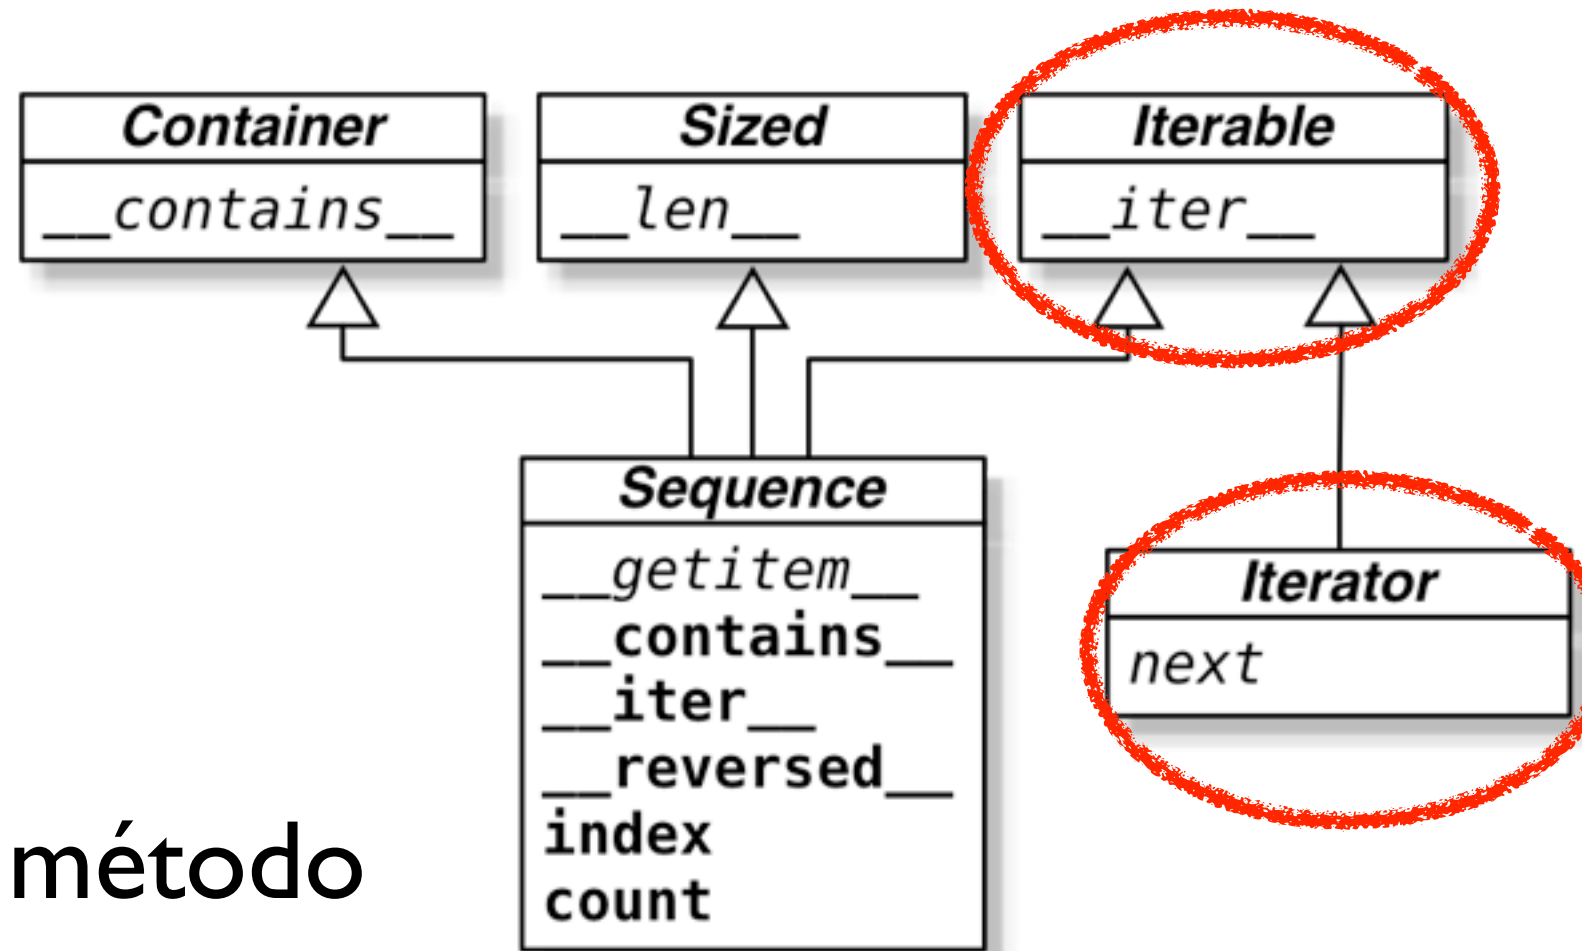 Container
__contains__
Sized
__len__
Iterable
__iter__
Sequence
__getitem__
__contains__
__iter__
__reversed__
index
count
Iterator
next
método